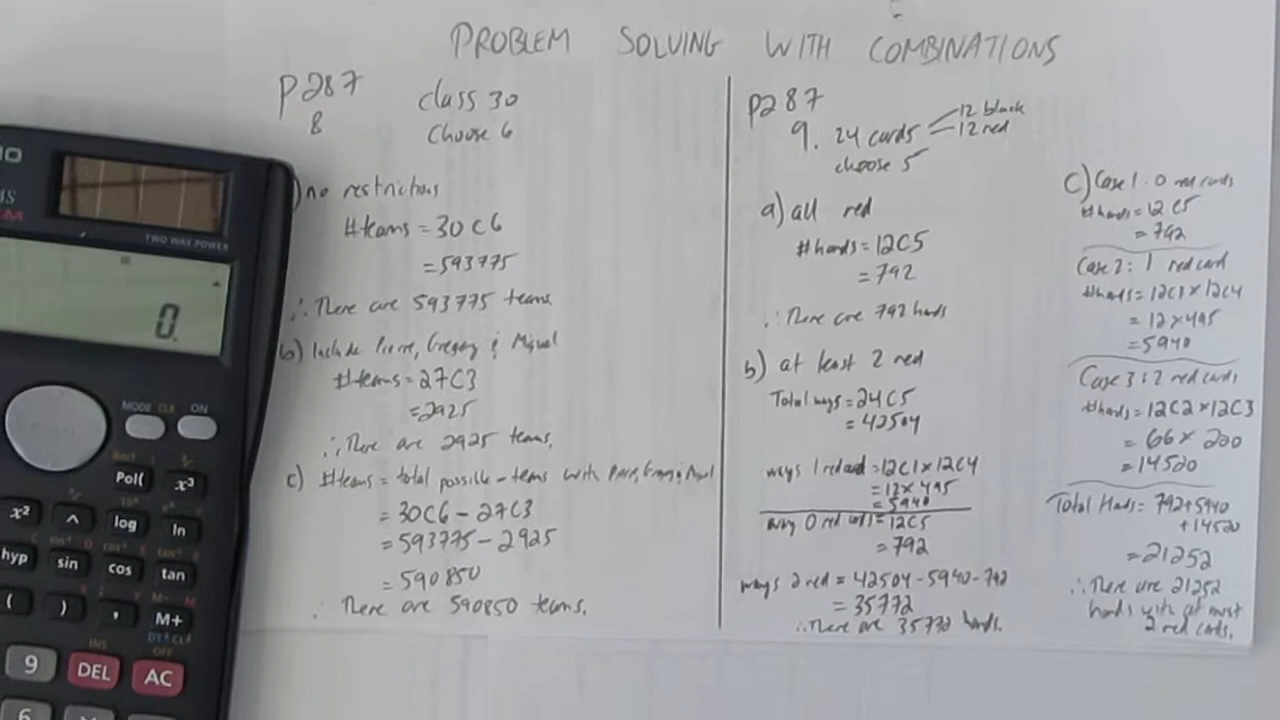 PROBLEM SOLVING WITH COMBINATIONS
P287
8
class 30
choose 6
) no restrictions
#teams = 30C6
= 593775
∴ There are 593775 teams
b) Include Pierre, Gregory & Miguel
#teams = 27C3
= 2925
∴ There are 2925 teams.
c) #teams = total possible - teams with
= 30C6 - 27C3
= 593775 - 2925
= 590850
∴ There are 590850 teams.
P287
9. 24 cards
12 black
12 red
choose 5
a) all red
#hands = 12C5
= 792
∴ There are 792 hands
b) at least 2 red
Total ways = 24C5
= 42504
ways 1 red card = 12C1 × 12C4
= 12 × 495
= 5940
ways 0 red cards = 12C5
= 792
ways 2 red = 42504 - 5940 - 792
= 35772
∴ There are 35772 hands.
c) Case 1: 0 red cards
#hands = 12C5
= 792
Case 2: 1 red card
#hands = 12C1 × 12C4
= 12 × 495
= 5940
Case 3: 2 red cards
#hands = 12C2 × 12C3
= 66 × 220
= 14520
Total Hands = 792 + 5940
+ 14520
= 21252
∴ There are 21252
hands with at most
2 red cards.
TWO WAY POWER
0.
MODE CLR ON
Pol( x³
x² ^ log ln
hyp sin cos tan
( ) , M+
INS OFF
9 DEL AC
6